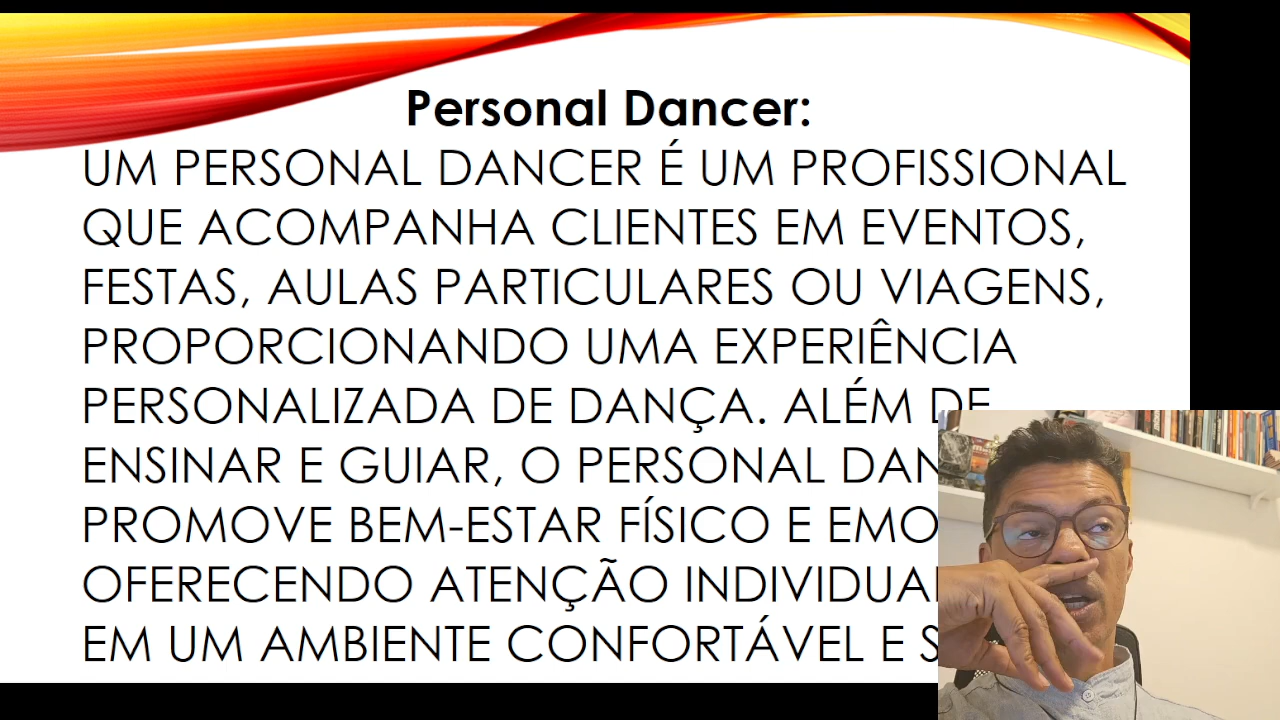 Personal Dancer:
UM PERSONAL DANCER É UM PROFISSIONAL
QUE ACOMPANHA CLIENTES EM EVENTOS,
FESTAS, AULAS PARTICULARES OU VIAGENS,
PROPORCIONANDO UMA EXPERIÊNCIA
PERSONALIZADA DE DANÇA. ALÉM DE
ENSINAR E GUIAR, O PERSONAL
PROMOVE BEM-ESTAR FÍSICO E
OFERECENDO ATENÇÃO
EM UM AMBIENTE CONFORTÁVEL E